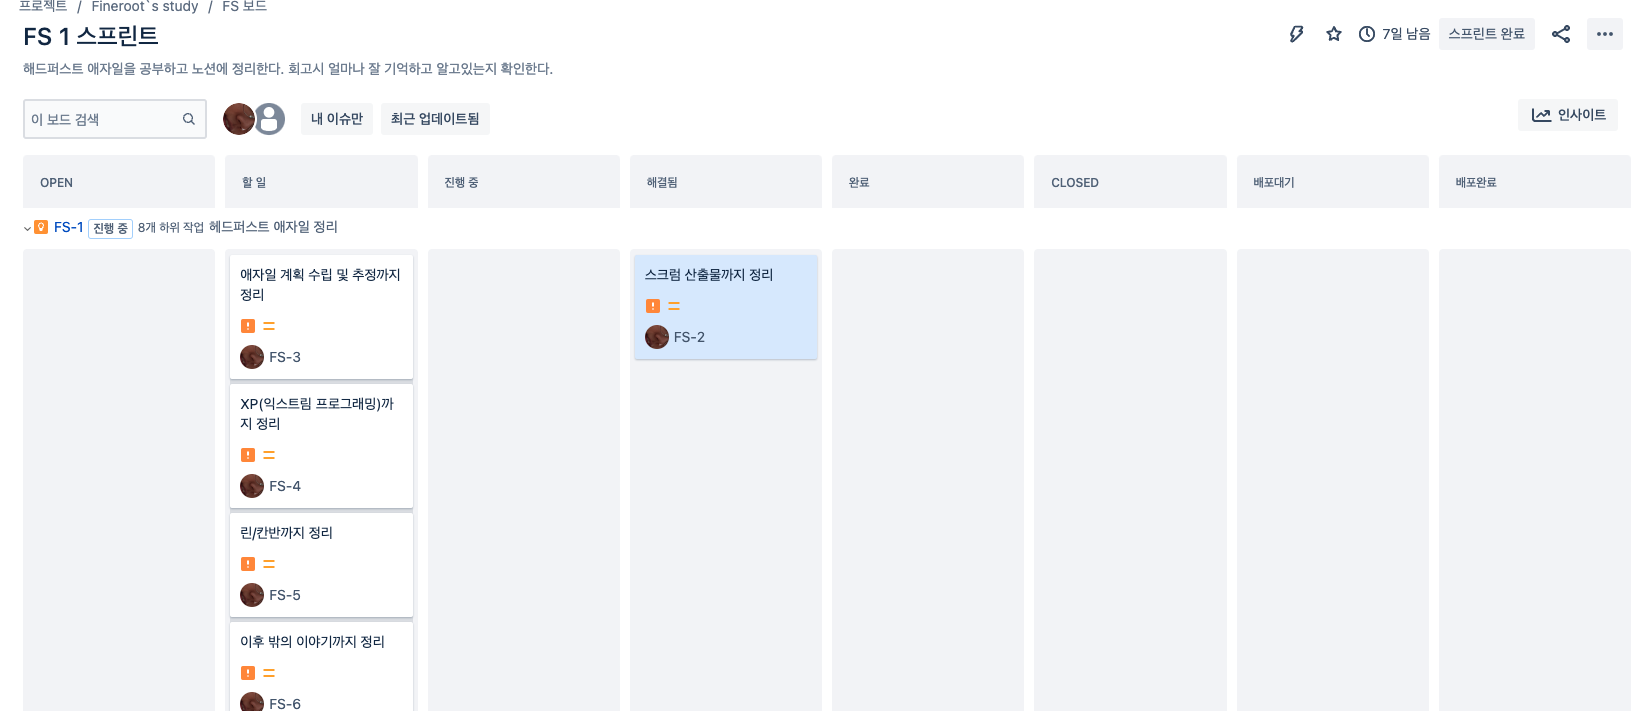 프로젝트 / Fineroot`s study / FS 보드
FS 1 스프린트
7일 남음
스프린트 완료
해드퍼스트 애자일을 공부하고 노션에 정리한다. 회고시 얼마나 잘 기억하고 알고있는지 확인한다.
이 보드 검색
내 이슈만
최근 업데이트됨
인사이트
OPEN
할 일
진행 중
해결됨
완료
CLOSED
배포대기
배포완료
FS-1 진행 중 8개 하위 작업 헤드퍼스트 애자일 정리
애자일 계획 수립 및 추정까지
정리
FS-3
XP(익스트림 프로그래밍)까
지 정리
FS-4
린/칸반까지 정리
FS-5
이후 밖의 이야기까지 정리
FS-6
스크럼 산출물까지 정리
FS-2